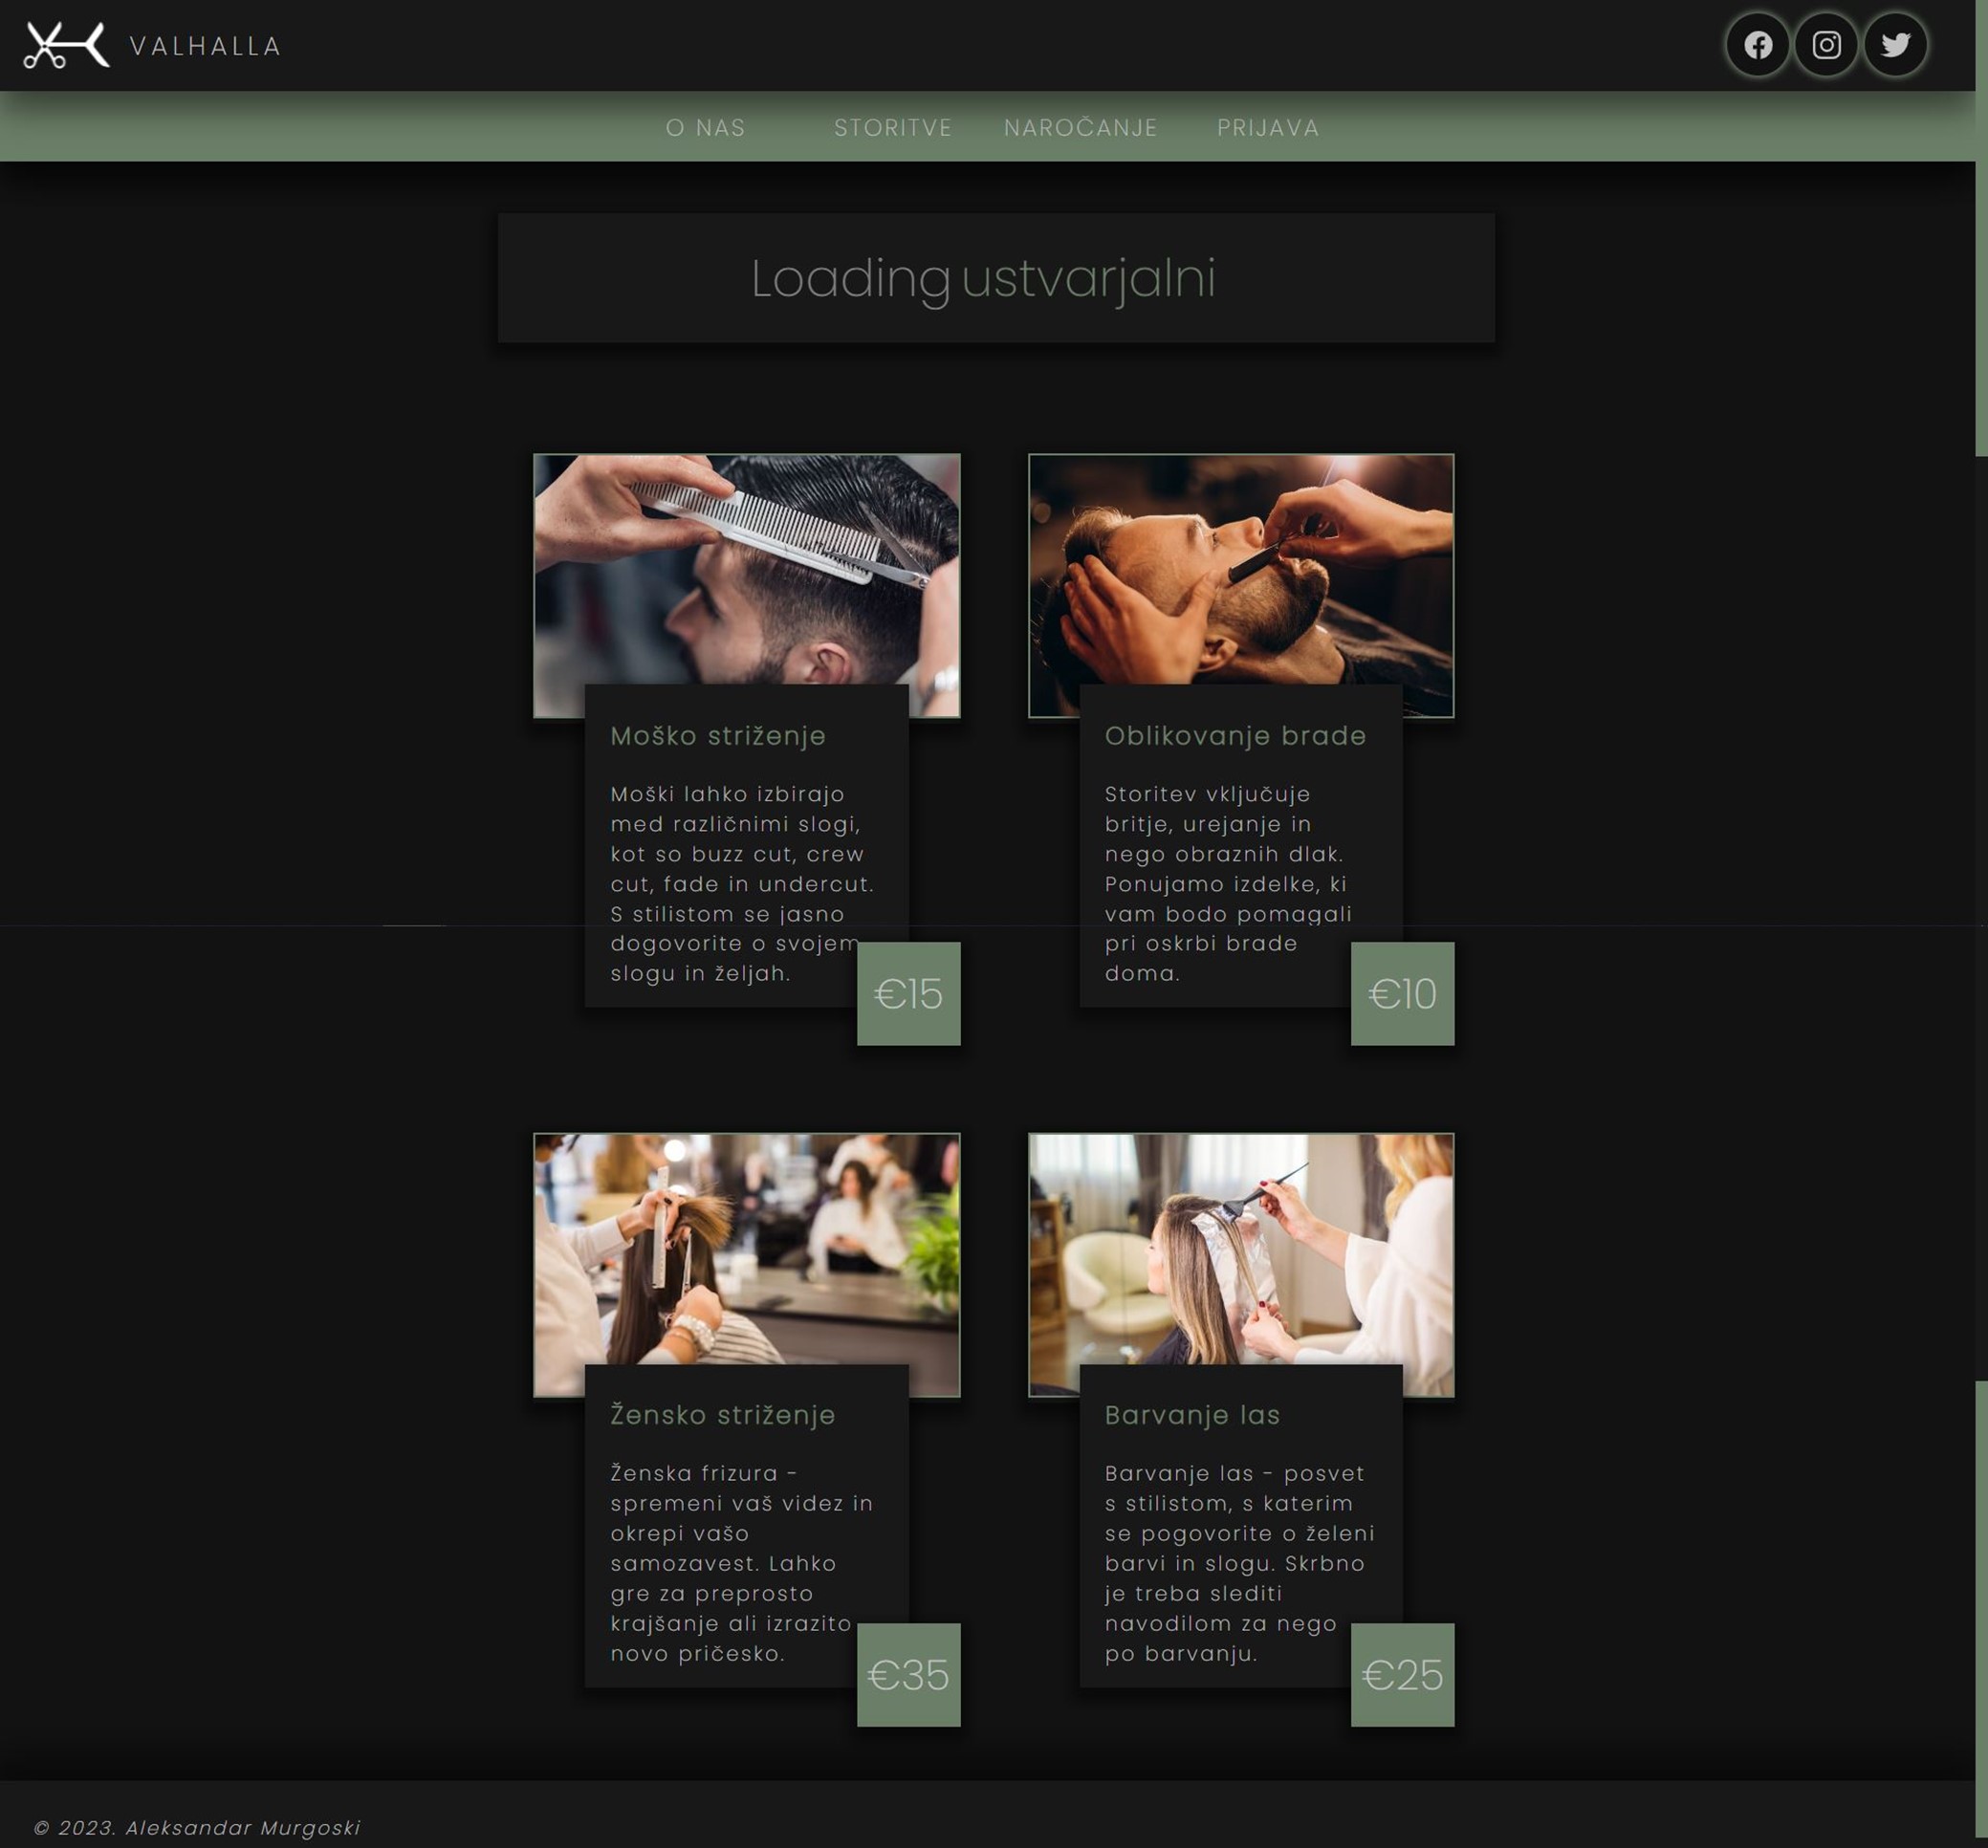 VALHALLA
O NAS
STORITVE
NAROČANJE
PRIJAVA
Loading ustvarjalni
Moško striženje
Moški lahko izbirajo
med različnimi slogi,
kot so buzz cut, crew
cut, fade in undercut.
S stilistom se jasno
dogovorite o svojem
slogu in željah.
€15
Oblikovanje brade
Storitev vključuje
britje, urejanje in
nego obraznih dlak.
Ponujamo izdelke, ki
vam bodo pomagali
pri oskrbi brade
doma.
€10
Žensko striženje
Ženska frizura -
spremeni vaš videz in
okrepi vašo
samozavest. Lahko
gre za preprosto
krajšanje ali izrazito
novo pričesko.
€35
Barvanje las
Barvanje las - posvet
s stilistom, s katerim
se pogovorite o želeni
barvi in slogu. Skrbno
je treba slediti
navodilom za nego
po barvanju.
€25
© 2023. Aleksandar Murgoski